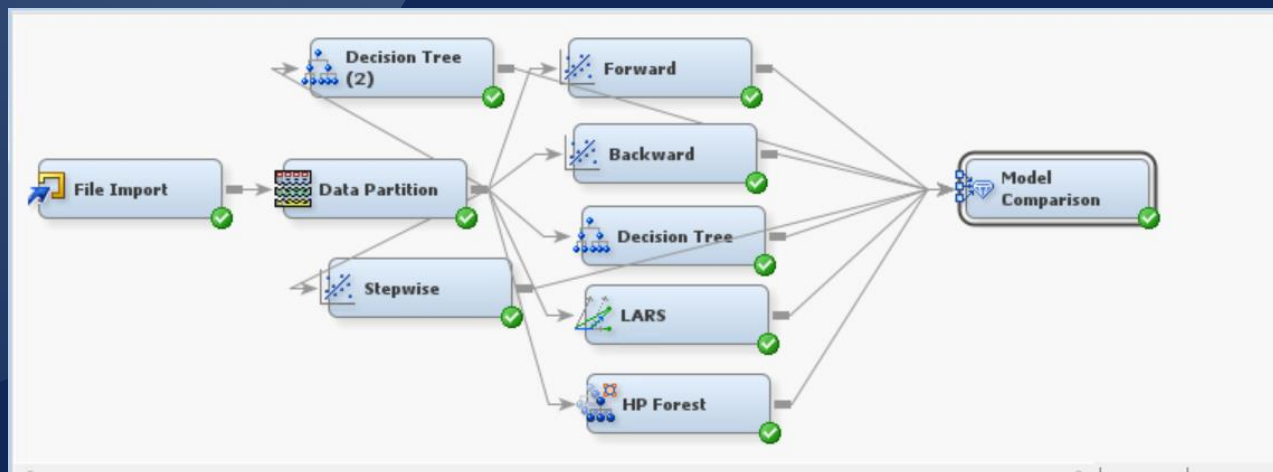 Decision Tree
(2)
Forward
Backward
File Import
Data Partition
Model
Comparison
Decision Tree
Stepwise
LARS
HP Forest